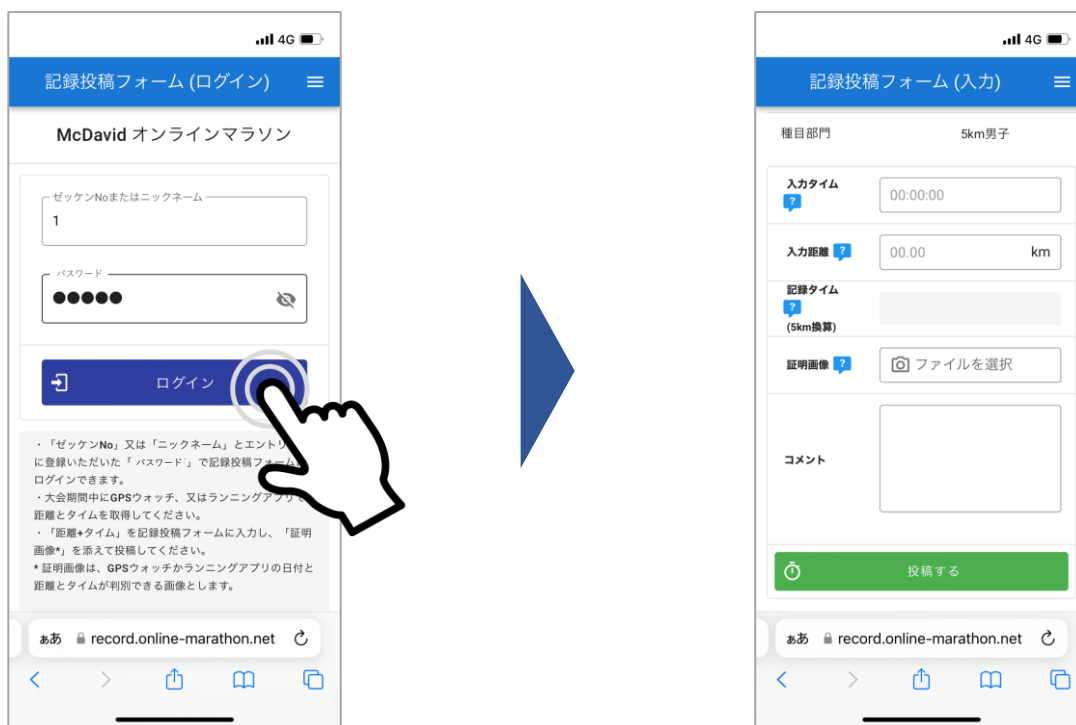 4G
記録投稿フォーム (ログイン)
McDavid オンラインマラソン
ゼッケンNoまたはニックネーム
1
パスワード
●●●●●
ログイン
・「ゼッケンNo」又は「ニックネーム」とエントリ
に登録いただいた「 パスワード 」で記録投稿フォーム
ログインできます。
・大会期間中にGPSウォッチ、又はランニングアプリで
距離とタイムを取得してください。
・「距離+タイム」を記録投稿フォームに入力し、「証明
画像*」を添えて投稿してください。
* 証明画像は、GPSウォッチかランニングアプリの日付と
距離とタイムが判別できる画像とします。
ぁあ record.online-marathon.net
4G
記録投稿フォーム (入力)
種目部門 5km男子
入力タイム
?
00:00:00
入力距離 ? 00.00 km
記録タイム
?
(5km換算)
証明画像 ? ファイルを選択
コメント
投稿する
ぁあ record.online-marathon.net